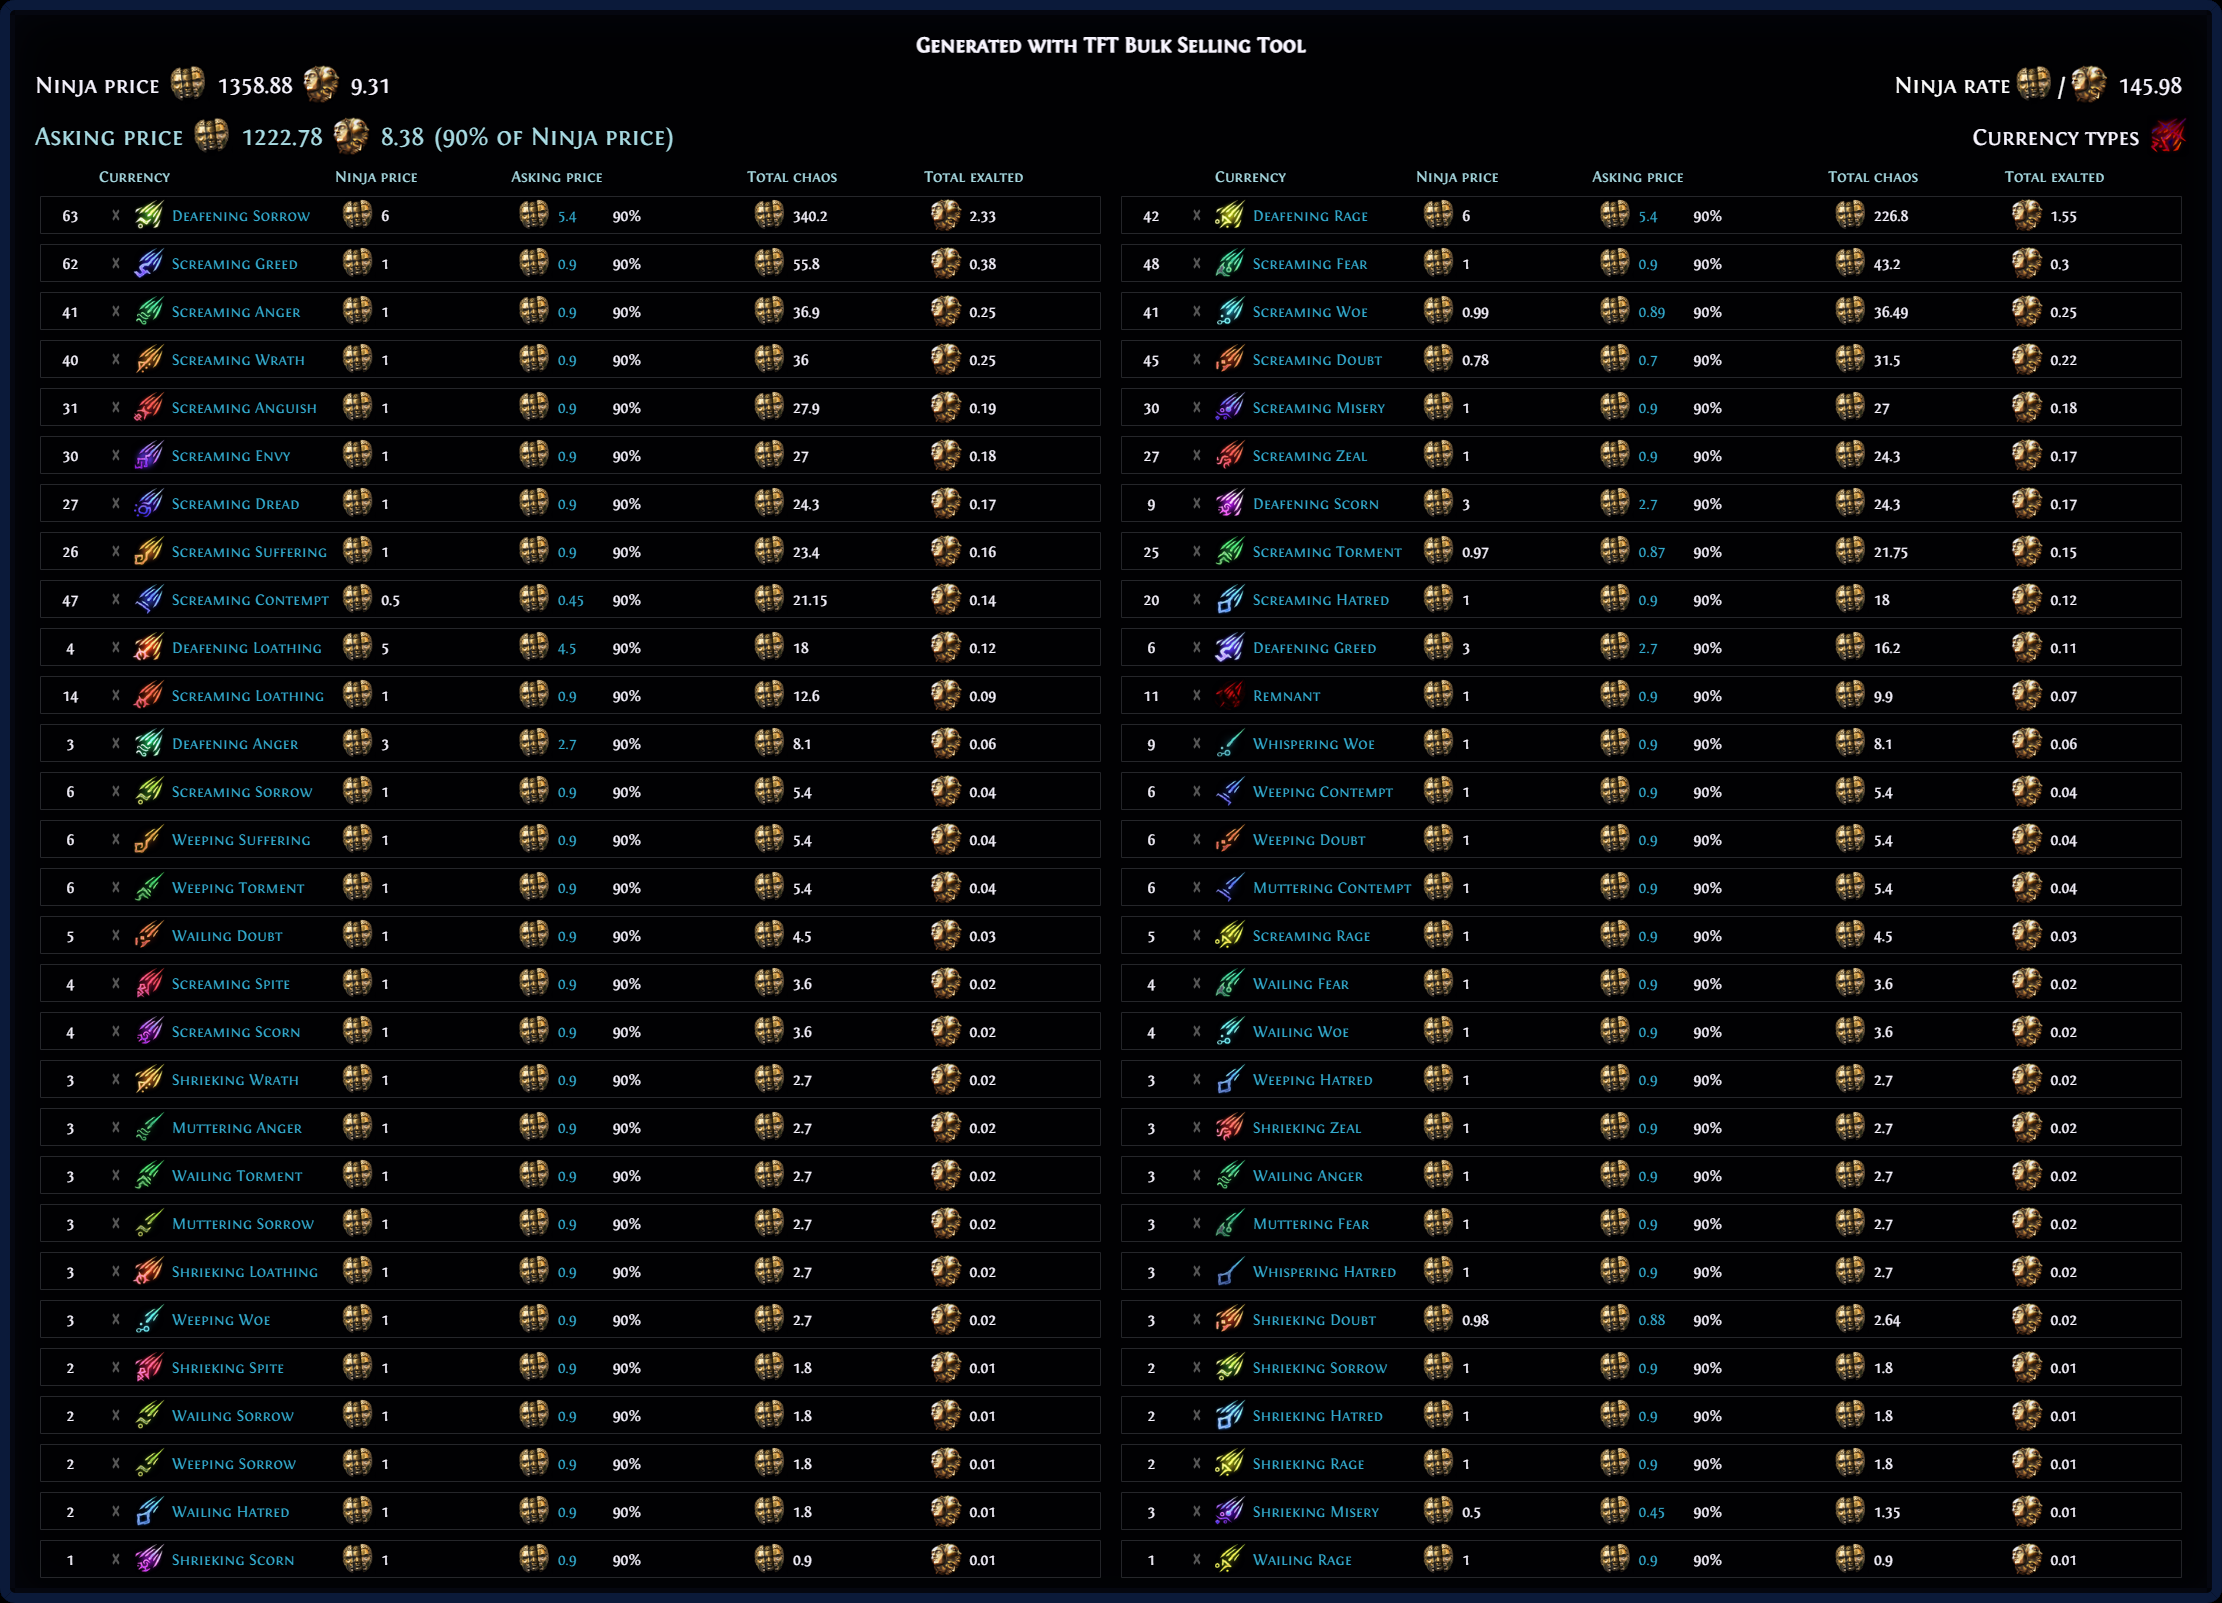 Generated with TFT Bulk Selling Tool
Ninja price 1358.88 9.31 Ninja rate / 145.98
Asking price 1222.78 8.38 (90% of Ninja price) Currency types
Currency Ninja price Asking price Total chaos Total exalted Currency Ninja price Asking price Total chaos Total exalted
63 x Deafening Sorrow 6 5.4 90% 340.2 2.33 42 x Deafening Rage 6 5.4 90% 226.8 1.55
62 x Screaming Greed 1 0.9 90% 55.8 0.38 48 x Screaming Fear 1 0.9 90% 43.2 0.3
41 x Screaming Anger 1 0.9 90% 36.9 0.25 41 x Screaming Woe 0.99 0.89 90% 36.49 0.25
40 x Screaming Wrath 1 0.9 90% 36 0.25 45 x Screaming Doubt 0.78 0.7 90% 31.5 0.22
31 x Screaming Anguish 1 0.9 90% 27.9 0.19 30 x Screaming Misery 1 0.9 90% 27 0.18
30 x Screaming Envy 1 0.9 90% 27 0.18 27 x Screaming Zeal 1 0.9 90% 24.3 0.17
27 x Screaming Dread 1 0.9 90% 24.3 0.17 9 x Deafening Scorn 3 2.7 90% 24.3 0.17
26 x Screaming Suffering 1 0.9 90% 23.4 0.16 25 x Screaming Torment 0.97 0.87 90% 21.75 0.15
47 x Screaming Contempt 0.5 0.45 90% 21.15 0.14 20 x Screaming Hatred 1 0.9 90% 18 0.12
4 x Deafening Loathing 5 4.5 90% 18 0.12 6 x Deafening Greed 3 2.7 90% 16.2 0.11
14 x Screaming Loathing 1 0.9 90% 12.6 0.09 11 x Remnant 1 0.9 90% 9.9 0.07
3 x Deafening Anger 3 2.7 90% 8.1 0.06 9 x Whispering Woe 1 0.9 90% 8.1 0.06
6 x Screaming Sorrow 1 0.9 90% 5.4 0.04 6 x Weeping Contempt 1 0.9 90% 5.4 0.04
6 x Weeping Suffering 1 0.9 90% 5.4 0.04 6 x Weeping Doubt 1 0.9 90% 5.4 0.04
6 x Weeping Torment 1 0.9 90% 5.4 0.04 6 x Muttering Contempt 1 0.9 90% 5.4 0.04
5 x Wailing Doubt 1 0.9 90% 4.5 0.03 5 x Screaming Rage 1 0.9 90% 4.5 0.03
4 x Screaming Spite 1 0.9 90% 3.6 0.02 4 x Wailing Fear 1 0.9 90% 3.6 0.02
4 x Screaming Scorn 1 0.9 90% 3.6 0.02 4 x Wailing Woe 1 0.9 90% 3.6 0.02
3 x Shrieking Wrath 1 0.9 90% 2.7 0.02 3 x Weeping Hatred 1 0.9 90% 2.7 0.02
3 x Muttering Anger 1 0.9 90% 2.7 0.02 3 x Shrieking Zeal 1 0.9 90% 2.7 0.02
3 x Wailing Torment 1 0.9 90% 2.7 0.02 3 x Wailing Anger 1 0.9 90% 2.7 0.02
3 x Muttering Sorrow 1 0.9 90% 2.7 0.02 3 x Muttering Fear 1 0.9 90% 2.7 0.02
3 x Shrieking Loathing 1 0.9 90% 2.7 0.02 3 x Whispering Hatred 1 0.9 90% 2.7 0.02
3 x Weeping Woe 1 0.9 90% 2.7 0.02 3 x Shrieking Doubt 0.98 0.88 90% 2.64 0.02
2 x Shrieking Spite 1 0.9 90% 1.8 0.01 2 x Shrieking Sorrow 1 0.9 90% 1.8 0.01
2 x Wailing Sorrow 1 0.9 90% 1.8 0.01 2 x Shrieking Hatred 1 0.9 90% 1.8 0.01
2 x Weeping Sorrow 1 0.9 90% 1.8 0.01 2 x Shrieking Rage 1 0.9 90% 1.8 0.01
2 x Wailing Hatred 1 0.9 90% 1.8 0.01 3 x Shrieking Misery 0.5 0.45 90% 1.35 0.01
1 x Shrieking Scorn 1 0.9 90% 0.9 0.01 1 x Wailing Rage 1 0.9 90% 0.9 0.01